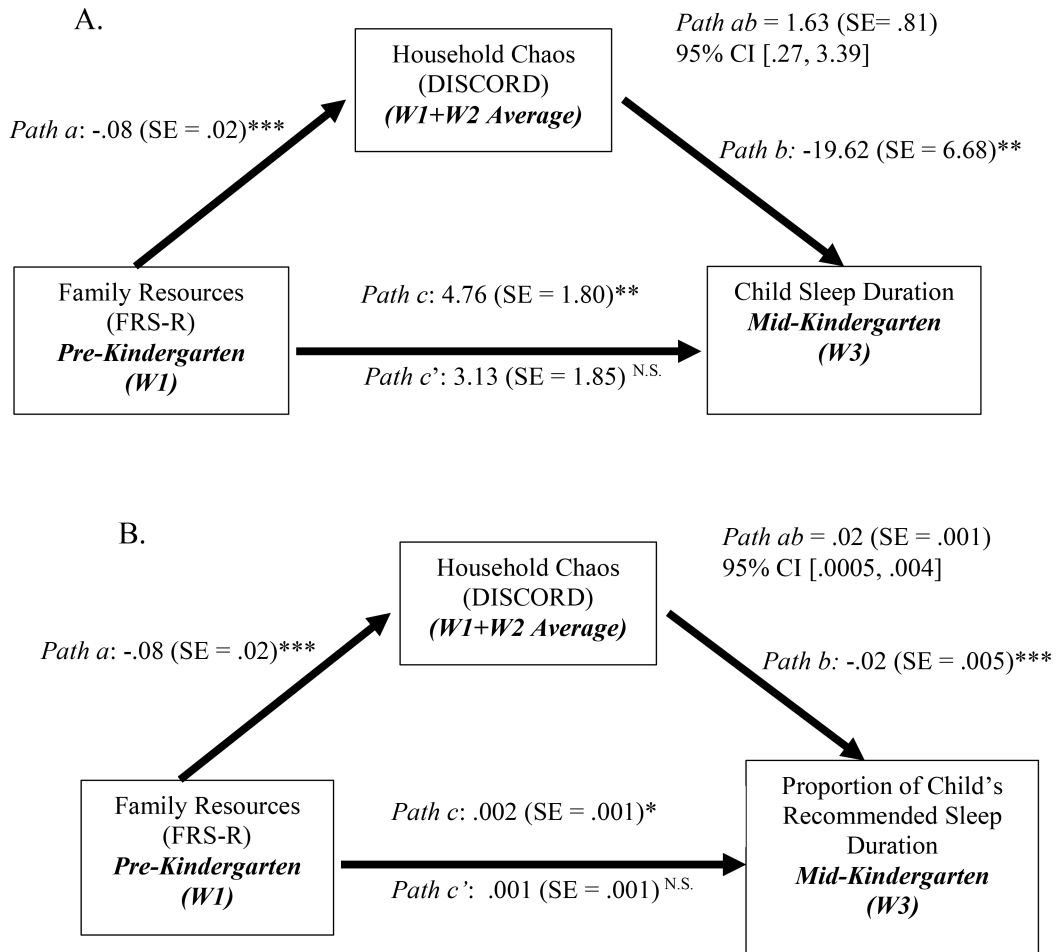 A.
Path ab = 1.63 (SE= .81)
95% CI [.27, 3.39]
Household Chaos
(DISCORD)
(W1+W2 Average)
Path a: -.08 (SE = .02)***
Path b: -19.62 (SE = 6.68)**
Family Resources
(FRS-R)
Pre-Kindergarten
(W1)
Path c: 4.76 (SE = 1.80)**
Path c’: 3.13 (SE = 1.85) N.S.
Child Sleep Duration
Mid-Kindergarten
(W3)
B.
Path ab = .02 (SE = .001)
95% CI [.0005, .004]
Household Chaos
(DISCORD)
(W1+W2 Average)
Path a: -.08 (SE = .02)***
Path b: -.02 (SE = .005)***
Family Resources
(FRS-R)
Pre-Kindergarten
(W1)
Path c: .002 (SE = .001)*
Path c’: .001 (SE = .001) N.S.
Proportion of Child’s
Recommended Sleep
Duration
Mid-Kindergarten
(W3)